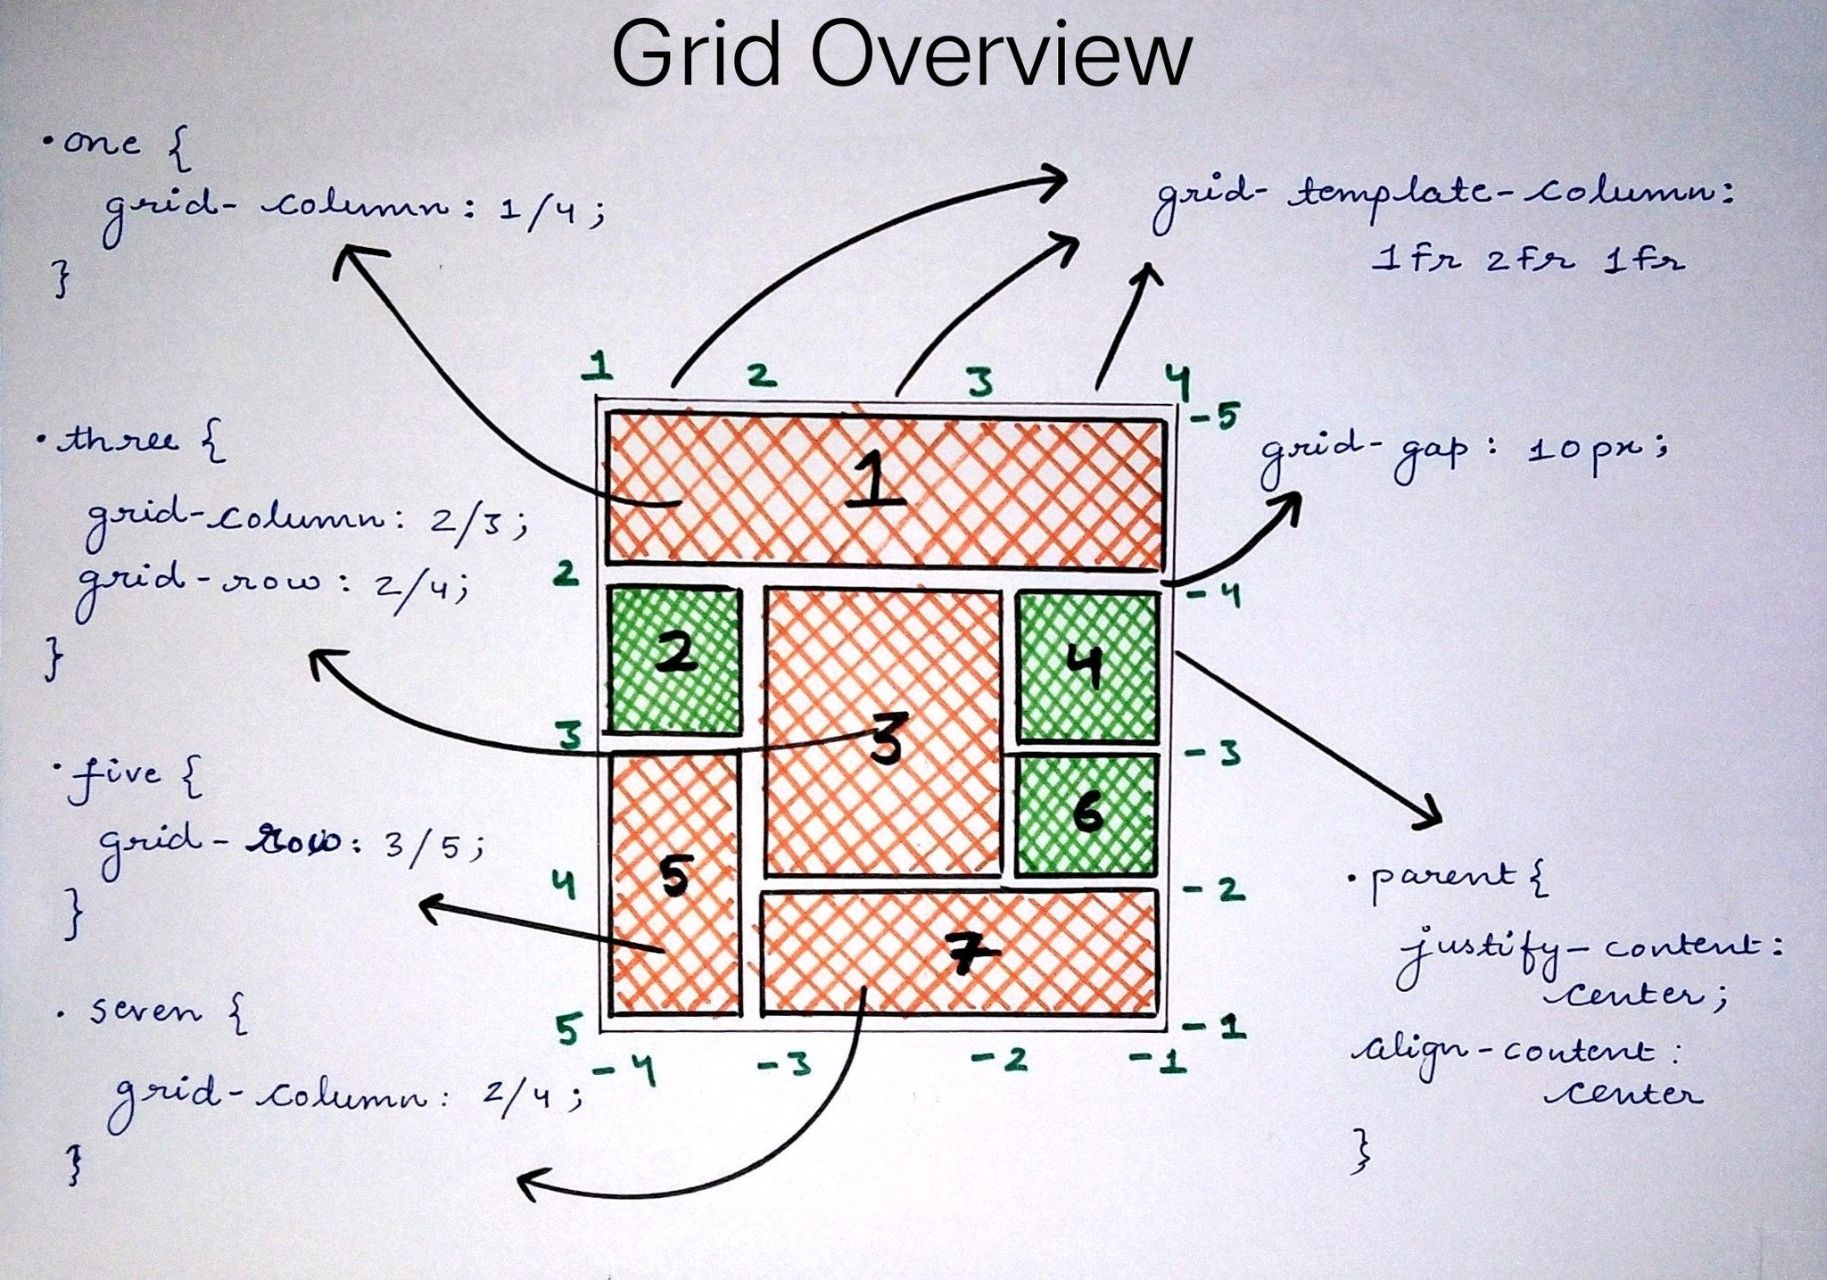 Grid Overview
.one {
grid-column: 1/4;
}
.three {
grid-column: 2/3;
grid-row: 2/4;
}
.five {
grid-row: 3/5;
}
.seven {
grid-column: 2/4;
}
1 2 3 4
2
3
4
5
-5
-4
-3
-2
-1
-4 -3 -2 -1
1
2
3
4
5
6
7
grid-template-column:
1fr 2fr 1fr
grid-gap: 10px;
.parent{
justify-content:
center;
align-content:
center
}